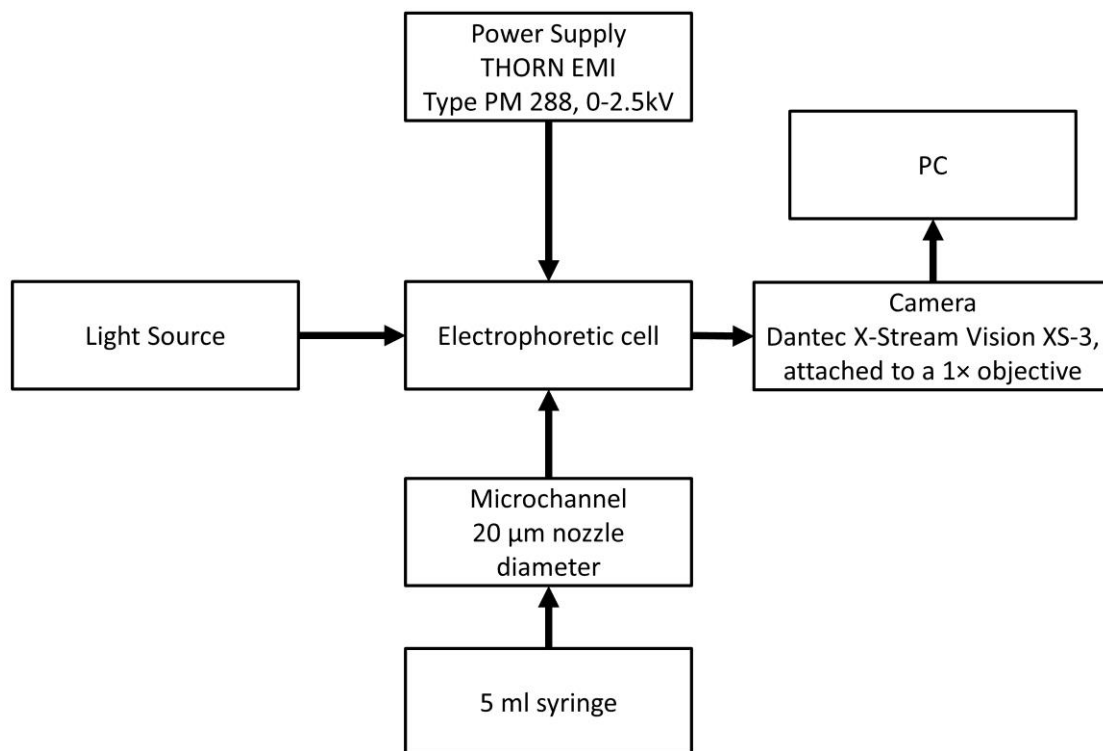 Power Supply
THORN EMI
Type PM 288, 0-2.5kV
PC
Light Source
Electrophoretic cell
Camera
Dantec X-Stream Vision XS-3,
attached to a 1× objective
Microchannel
20 µm nozzle
diameter
5 ml syringe